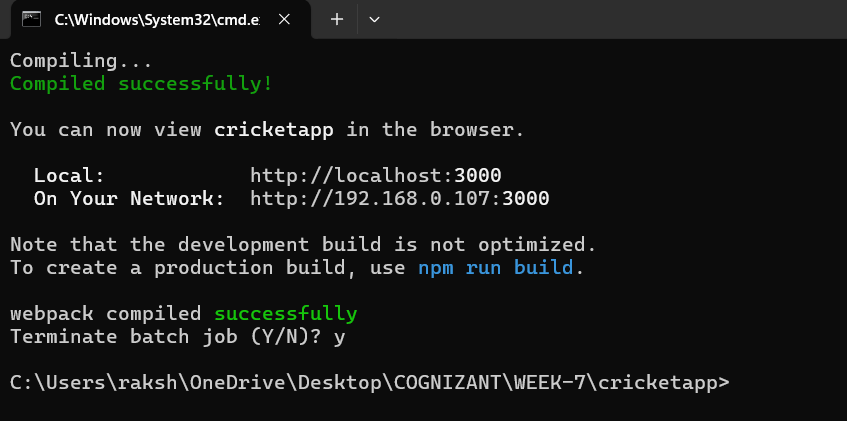 C:\Windows\System32\cmd.e
Compiling...
Compiled successfully!
You can now view cricketapp in the browser.
Local: http://localhost:3000
On Your Network: http://192.168.0.107:3000
Note that the development build is not optimized.
To create a production build, use npm run build.
webpack compiled successfully
Terminate batch job (Y/N)? y
C:\Users\raksh\OneDrive\Desktop\COGNIZANT\WEEK-7\cricketapp>